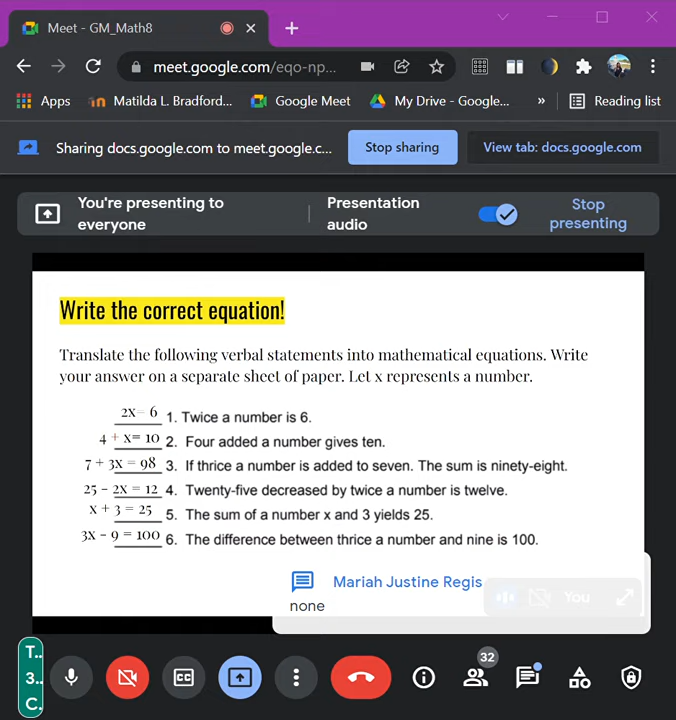 Meet - GM_Math8
meet.google.com/eqo-np...
Apps
Matilda L. Bradford...
Google Meet
My Drive - Google...
»
Reading list
Sharing docs.google.com to meet.google.c...
Stop sharing
View tab: docs.google.com
You're presenting to
everyone
Presentation
audio
Stop
presenting
Write the correct equation!
Translate the following verbal statements into mathematical equations. Write
your answer on a separate sheet of paper. Let x represents a number.
2x= 6 1. Twice a number is 6.
4 + x= 10 2. Four added a number gives ten.
7 + 3x = 98 3. If thrice a number is added to seven. The sum is ninety-eight.
25 - 2x = 12 4. Twenty-five decreased by twice a number is twelve.
x + 3 = 25 5. The sum of a number x and 3 yields 25.
3x - 9 = 100 6. The difference between thrice a number and nine is 100.
Mariah Justine Regis
none
You
32
T..
3..
C.